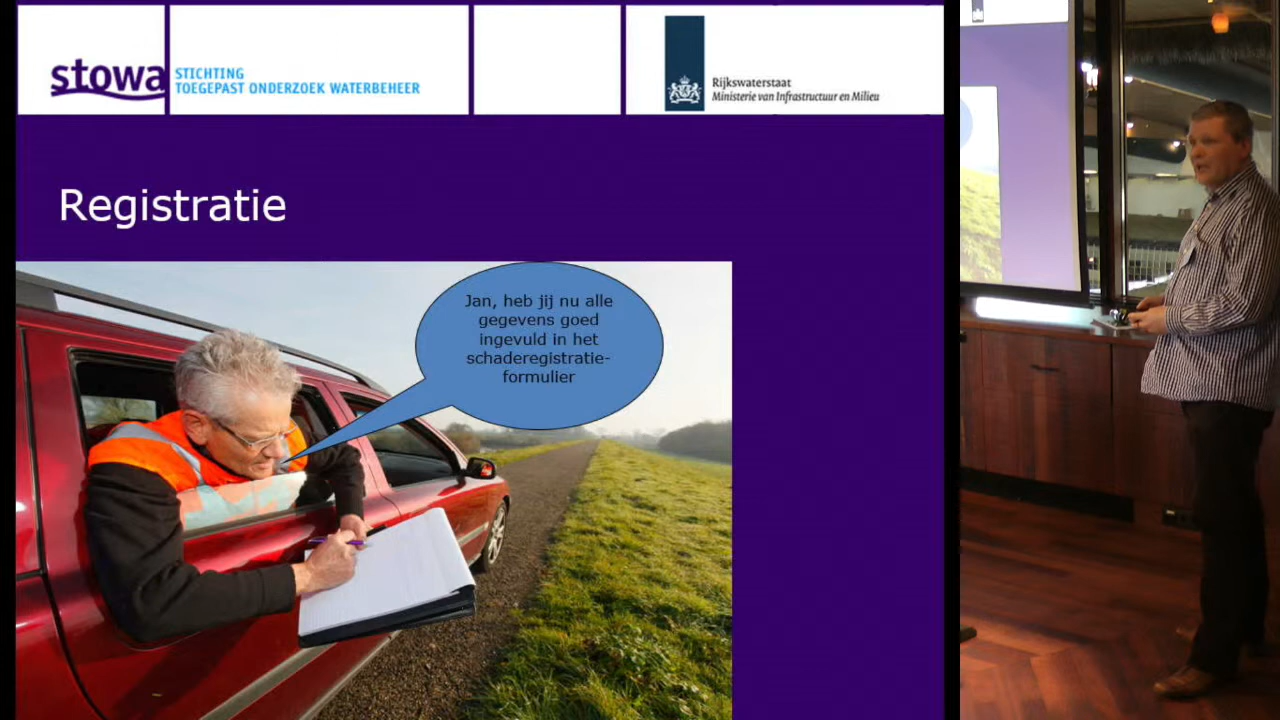 stowa
STICHTING
TOEGEPAST ONDERZOEK WATERBEHEER
Rijkswaterstaat
Ministerie van Infrastructuur en Milieu
Registratie
Jan, heb jij nu alle
gegevens goed
ingevuld in het
schaderegistratie-
formulier